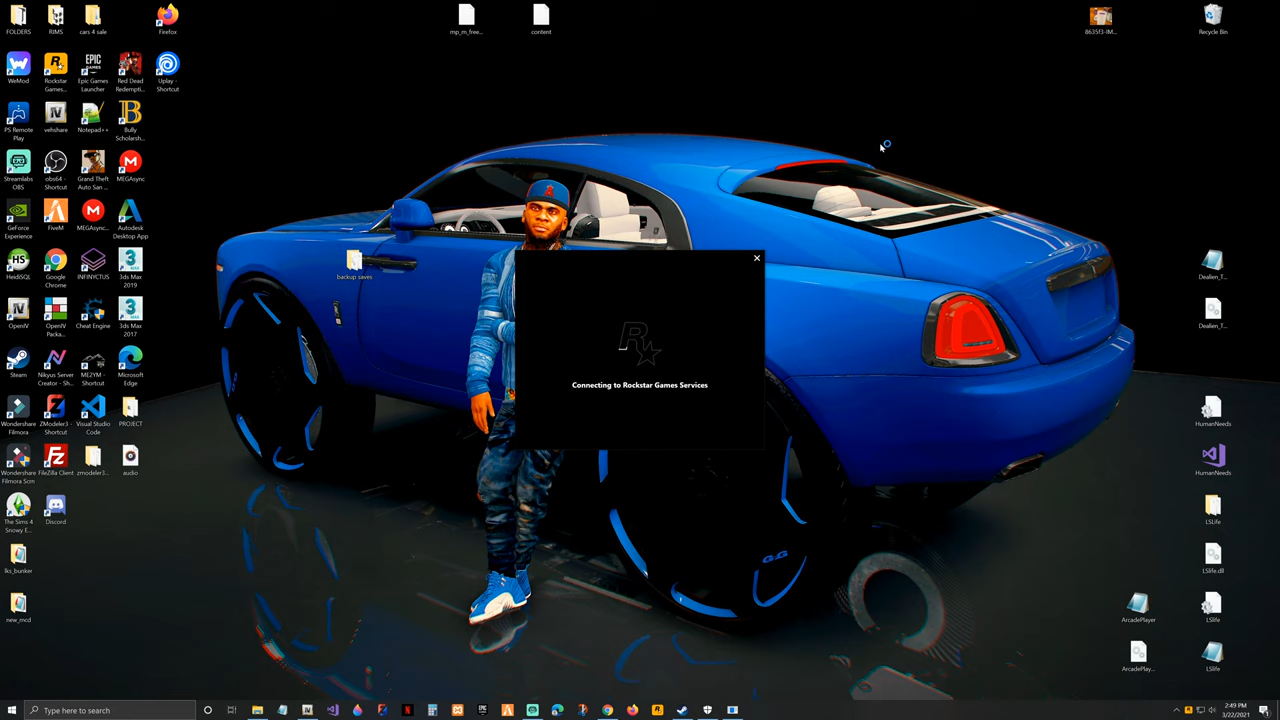 FOLDERS
RIMS
cars 4 sale
Firefox
mp_m_free...
content
8635f3-IM...
Recycle Bin
WeMod
Rockstar
Games...
Epic Games
Launcher
Red Dead
Redempti...
Uplay -
Shortcut
PS Remote
Play
vehshare
Notepad++
Bully
Scholarsh...
Streamlabs
OBS
obs64 -
Shortcut
Grand Theft
Auto San ...
MEGAsync
GeForce
Experience
FiveM
MEGAsync...
Autodesk
Desktop App
HeidiSQL
Google
Chrome
INFINYCTUS
3ds Max
2019
backup saves
Dealien_T...
OpenIV
OpenIV
Packa...
Cheat Engine
3ds Max
2017
Dealien_T...
Connecting to Rockstar Games Services
Steam
Nikyus Server
Creator - Sh...
ME2YM -
Shortcut
Microsoft
Edge
Wondershare
Filmora
ZModeler3 -
Shortcut
Visual Studio
Code
PROJECT
HumanNeeds
Wondershare
Filmora Scrn
FileZilla Client
zmodeler3...
audio
HumanNeeds
The Sims 4
Snowy E...
Discord
LSLife
lks_bunker
LSlife.dll
new_mcd
ArcadePlayer
LSlife
ArcadePlay...
LSlife
GG
Type here to search
2:49 PM
3/22/2021